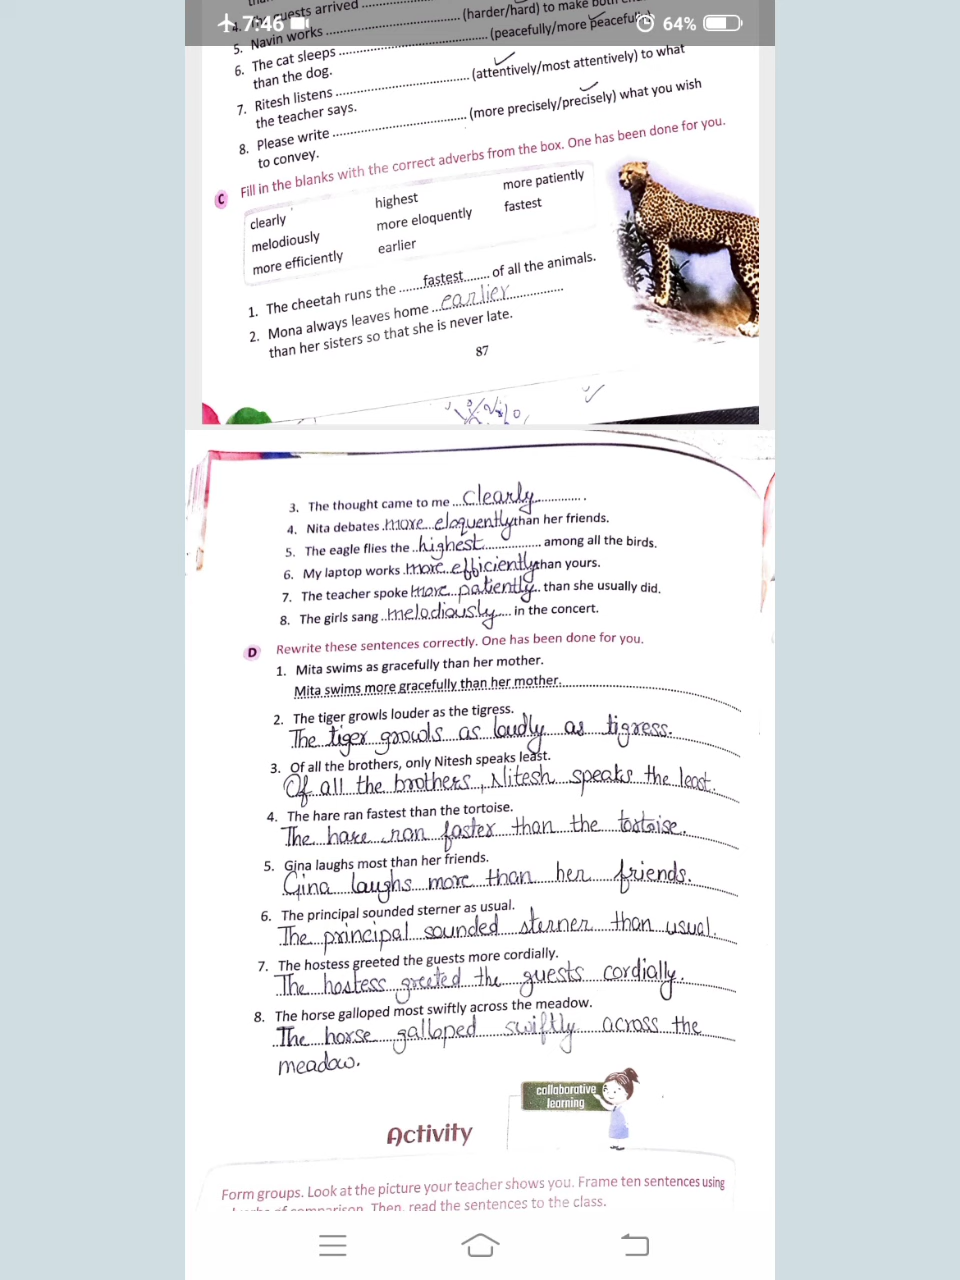 4. guests arrived
7:46
64%
5. Navin works (harder/hard) to make
6. The cat sleeps (peacefully/more peacefully)
than the dog.
7. Ritesh listens (attentively/most attentively) to what
the teacher says.
8. Please write (more precisely/precisely) what you wish
to convey.
C Fill in the blanks with the correct adverbs from the box. One has been done for you.
clearly highest more patiently
melodiously more eloquently fastest
more efficiently earlier
1. The cheetah runs the fastest of all the animals.
2. Mona always leaves home earlier
than her sisters so that she is never late.
87
3. The thought came to me clearly
4. Nita debates more eloquently than her friends.
5. The eagle flies the highest among all the birds.
6. My laptop works more efficiently than yours.
7. The teacher spoke more patiently than she usually did.
8. The girls sang melodiously in the concert.
D Rewrite these sentences correctly. One has been done for you.
1. Mita swims as gracefully than her mother.
Mita swims more gracefully than her mother.
2. The tiger growls louder as the tigress.
The tiger growls as loudly as tigress.
3. Of all the brothers, only Nitesh speaks least.
Of all the brothers, Nitesh speaks the least.
4. The hare ran fastest than the tortoise.
The hare ran faster than the tortoise.
5. Gina laughs most than her friends.
Gina laughs more than her friends.
6. The principal sounded sterner as usual.
The principal sounded sterner than usual.
7. The hostess greeted the guests more cordially.
The hostess greeted the guests cordially.
8. The horse galloped most swiftly across the meadow.
The horse galloped swiftly across the
meadow.
collaborative
learning
Activity
Form groups. Look at the picture your teacher shows you. Frame ten sentences using
Then, read the sentences to the class.